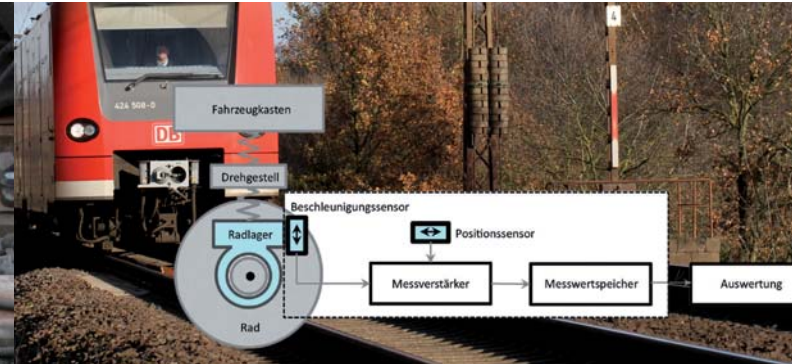 4
424 508-0
DB
Fahrzeugkasten
Drehgestell
Beschleunigungssensor
Radlager
Positionssensor
Messverstärker
Messwertspeicher
Auswertung
Rad